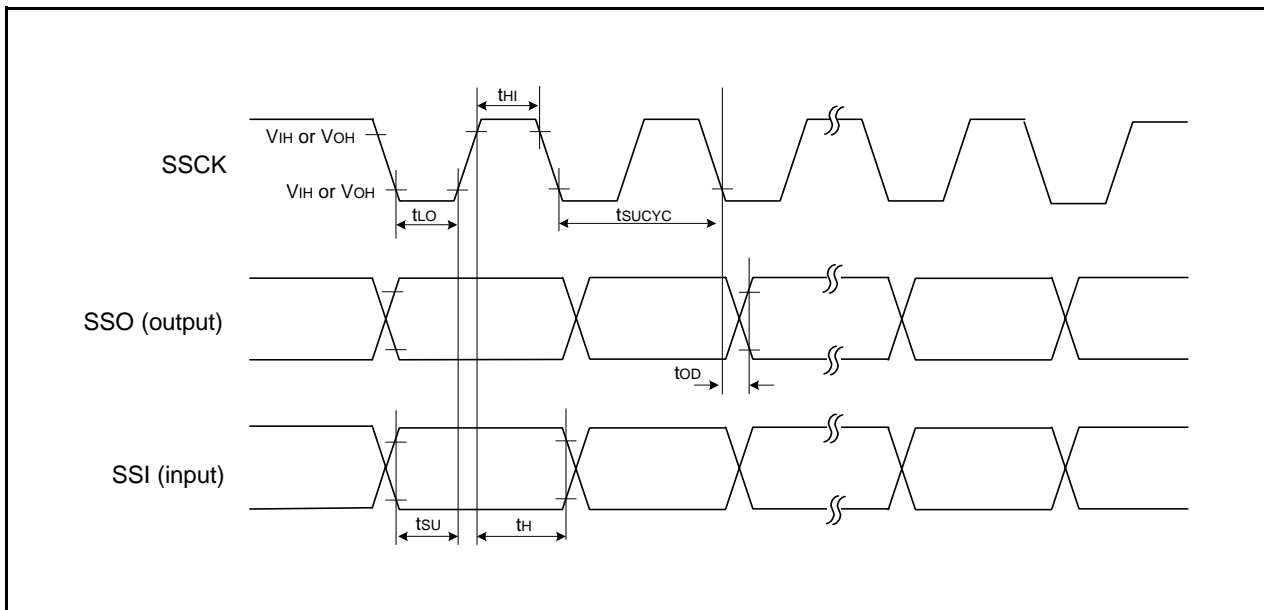 tHI
VIH or VOH
SSCK
VIH or VOH
tLO
tSUCYC
SSO (output)
tOD
SSI (input)
tSU
tH